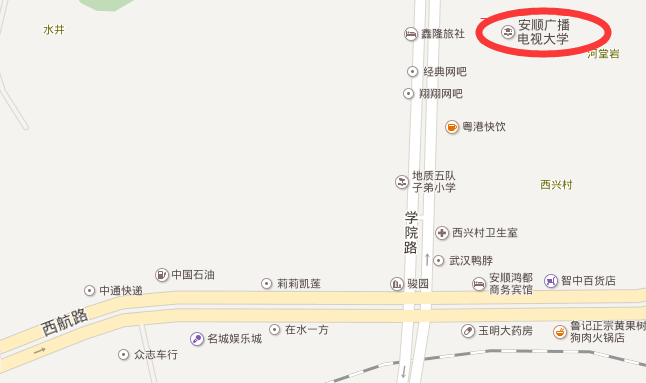 水井
鑫隆旅社
安顺广播
电视大学
河堂岩
经典网吧
翔翔网吧
粤港快饮
地质五队
子弟小学
西兴村
学院路
西兴村卫生室
武汉鸭脖
中国石油
中通快递
莉莉凯莲
骏园
安顺鸿都
商务宾馆
智中百货店
西航路
名城娱乐城
在水一方
众志车行
玉明大药房
鲁记正宗黄果树
狗肉火锅店